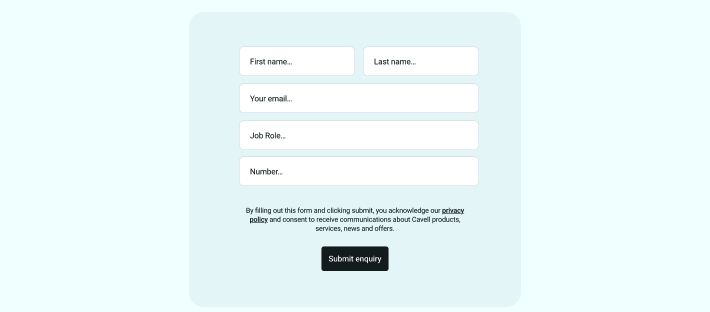 First name...
Last name...
Your email...
Job Role...
Number...
By filling out this form and clicking submit, you acknowledge our privacy
policy and consent to receive communications about Cavell products,
services, news and offers.
Submit enquiry